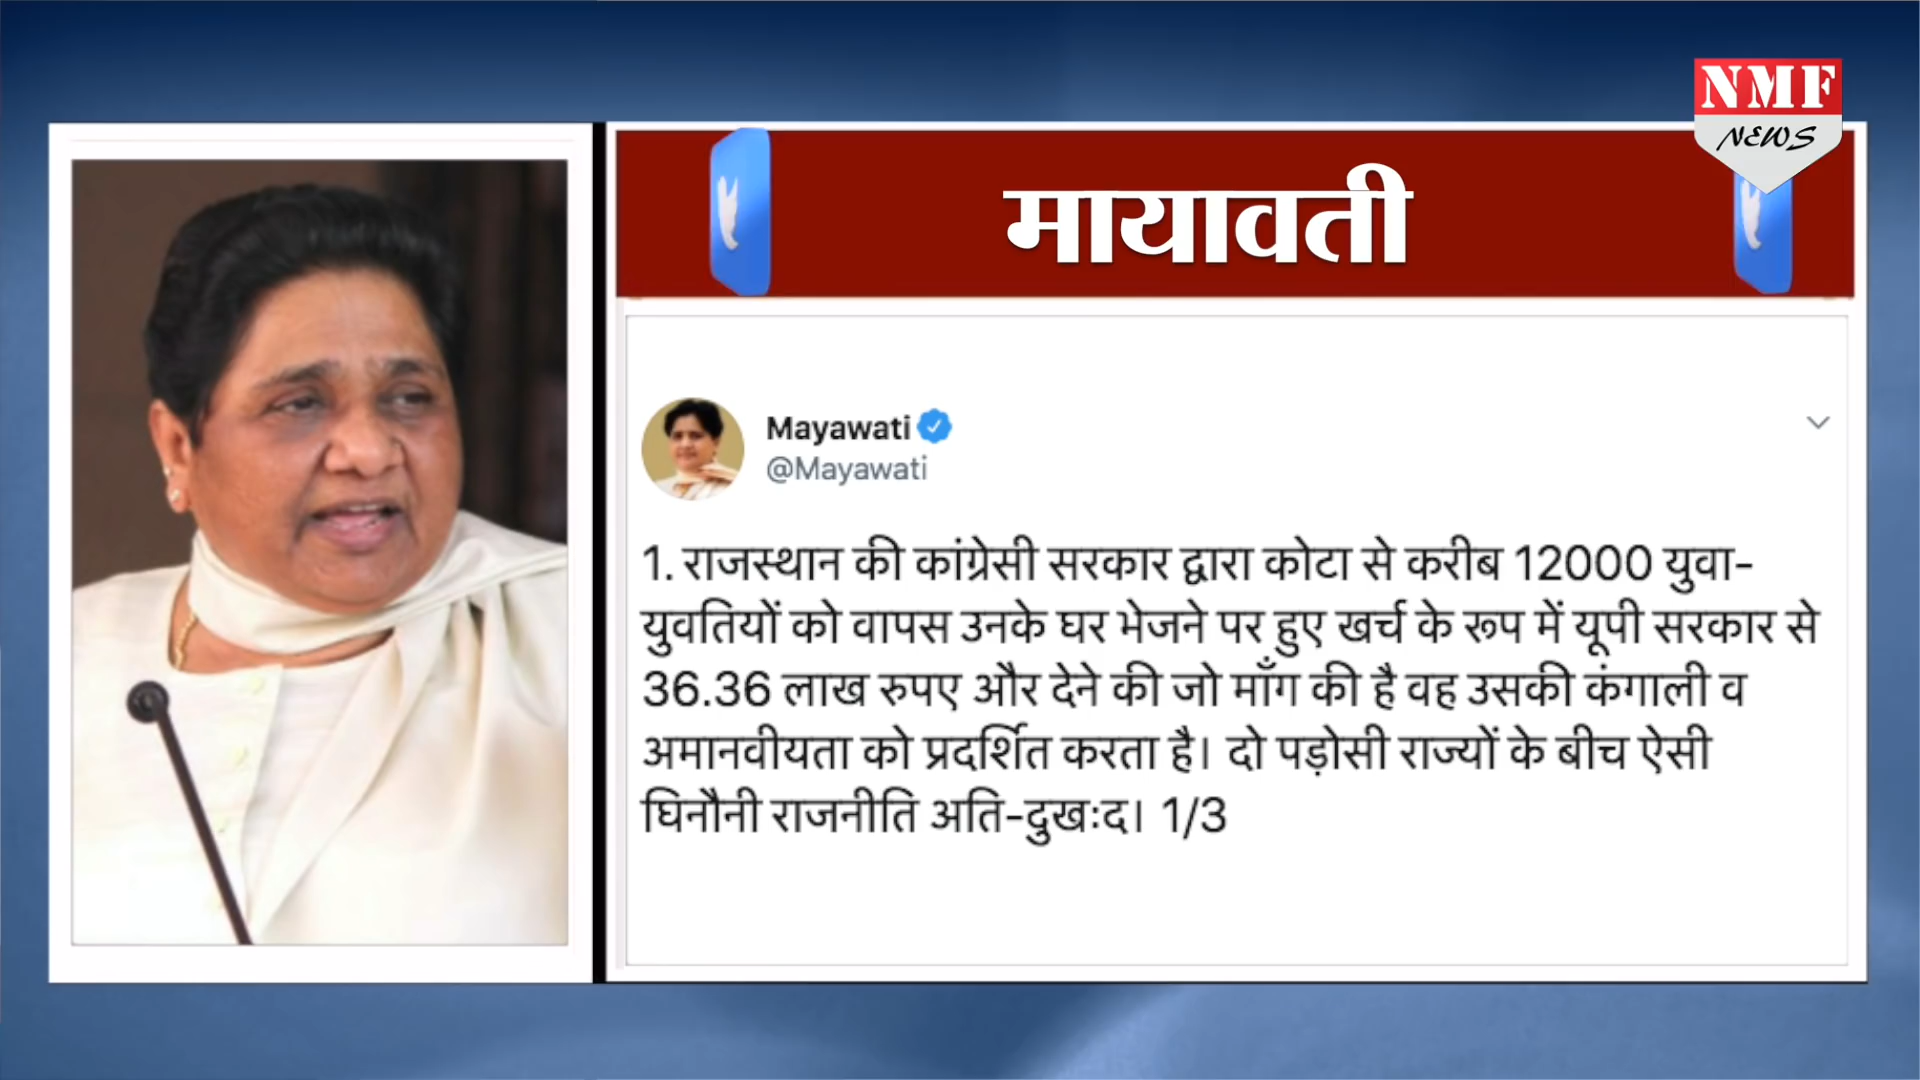 NMF
NEWS
मायावती
Mayawati
@Mayawati
1. राजस्थान की कांग्रेसी सरकार द्वारा कोटा से करीब 12000 युवा-
युवतियों को वापस उनके घर भेजने पर हुए खर्च के रूप में यूपी सरकार से
36.36 लाख रुपए और देने की जो माँग की है वह उसकी कंगाली व
अमानवीयता को प्रदर्शित करता है। दो पड़ोसी राज्यों के बीच ऐसी
घिनौनी राजनीति अति-दुखःद। 1/3